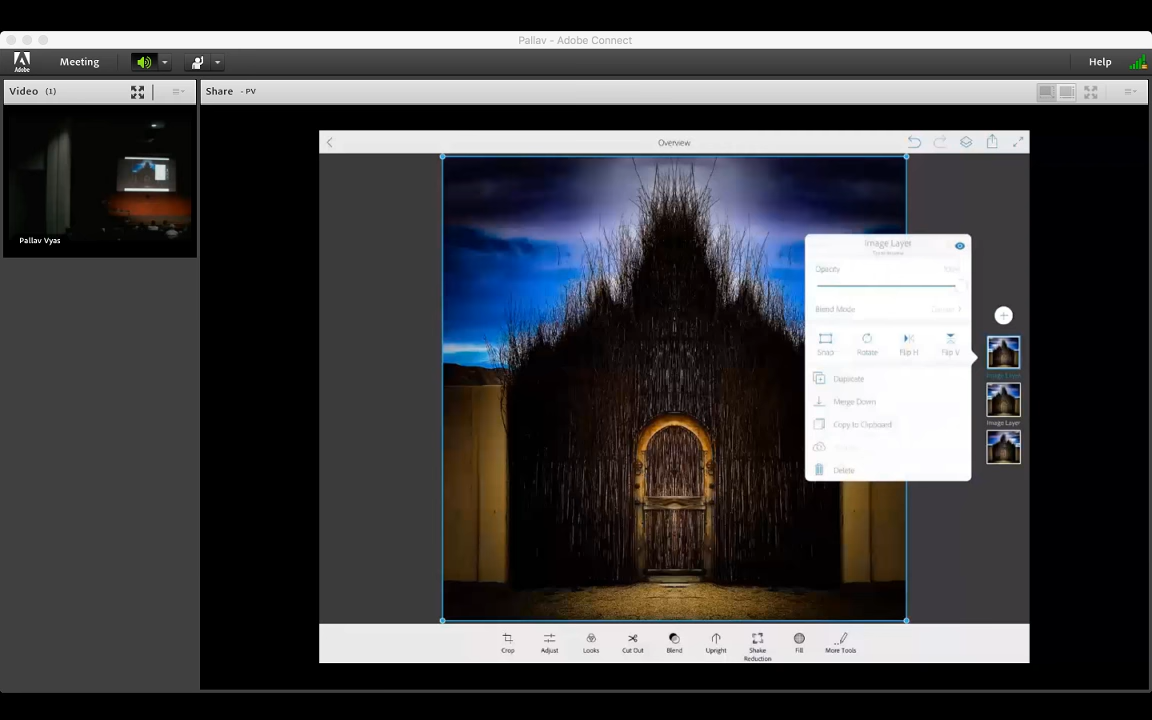 Pallav - Adobe Connect
Adobe
Meeting
Help
Video (1)
Share - PV
Pallav Vyas
Overview
Image Layer
Opacity
Blend Mode
Snap
Rotate
Flip H
Flip V
Duplicate
Merge Down
Copy to Clipboard
Delete
Image Layer
Crop
Adjust
Looks
Cut Out
Blend
Upright
Shake
Reduction
Fill
More Tools